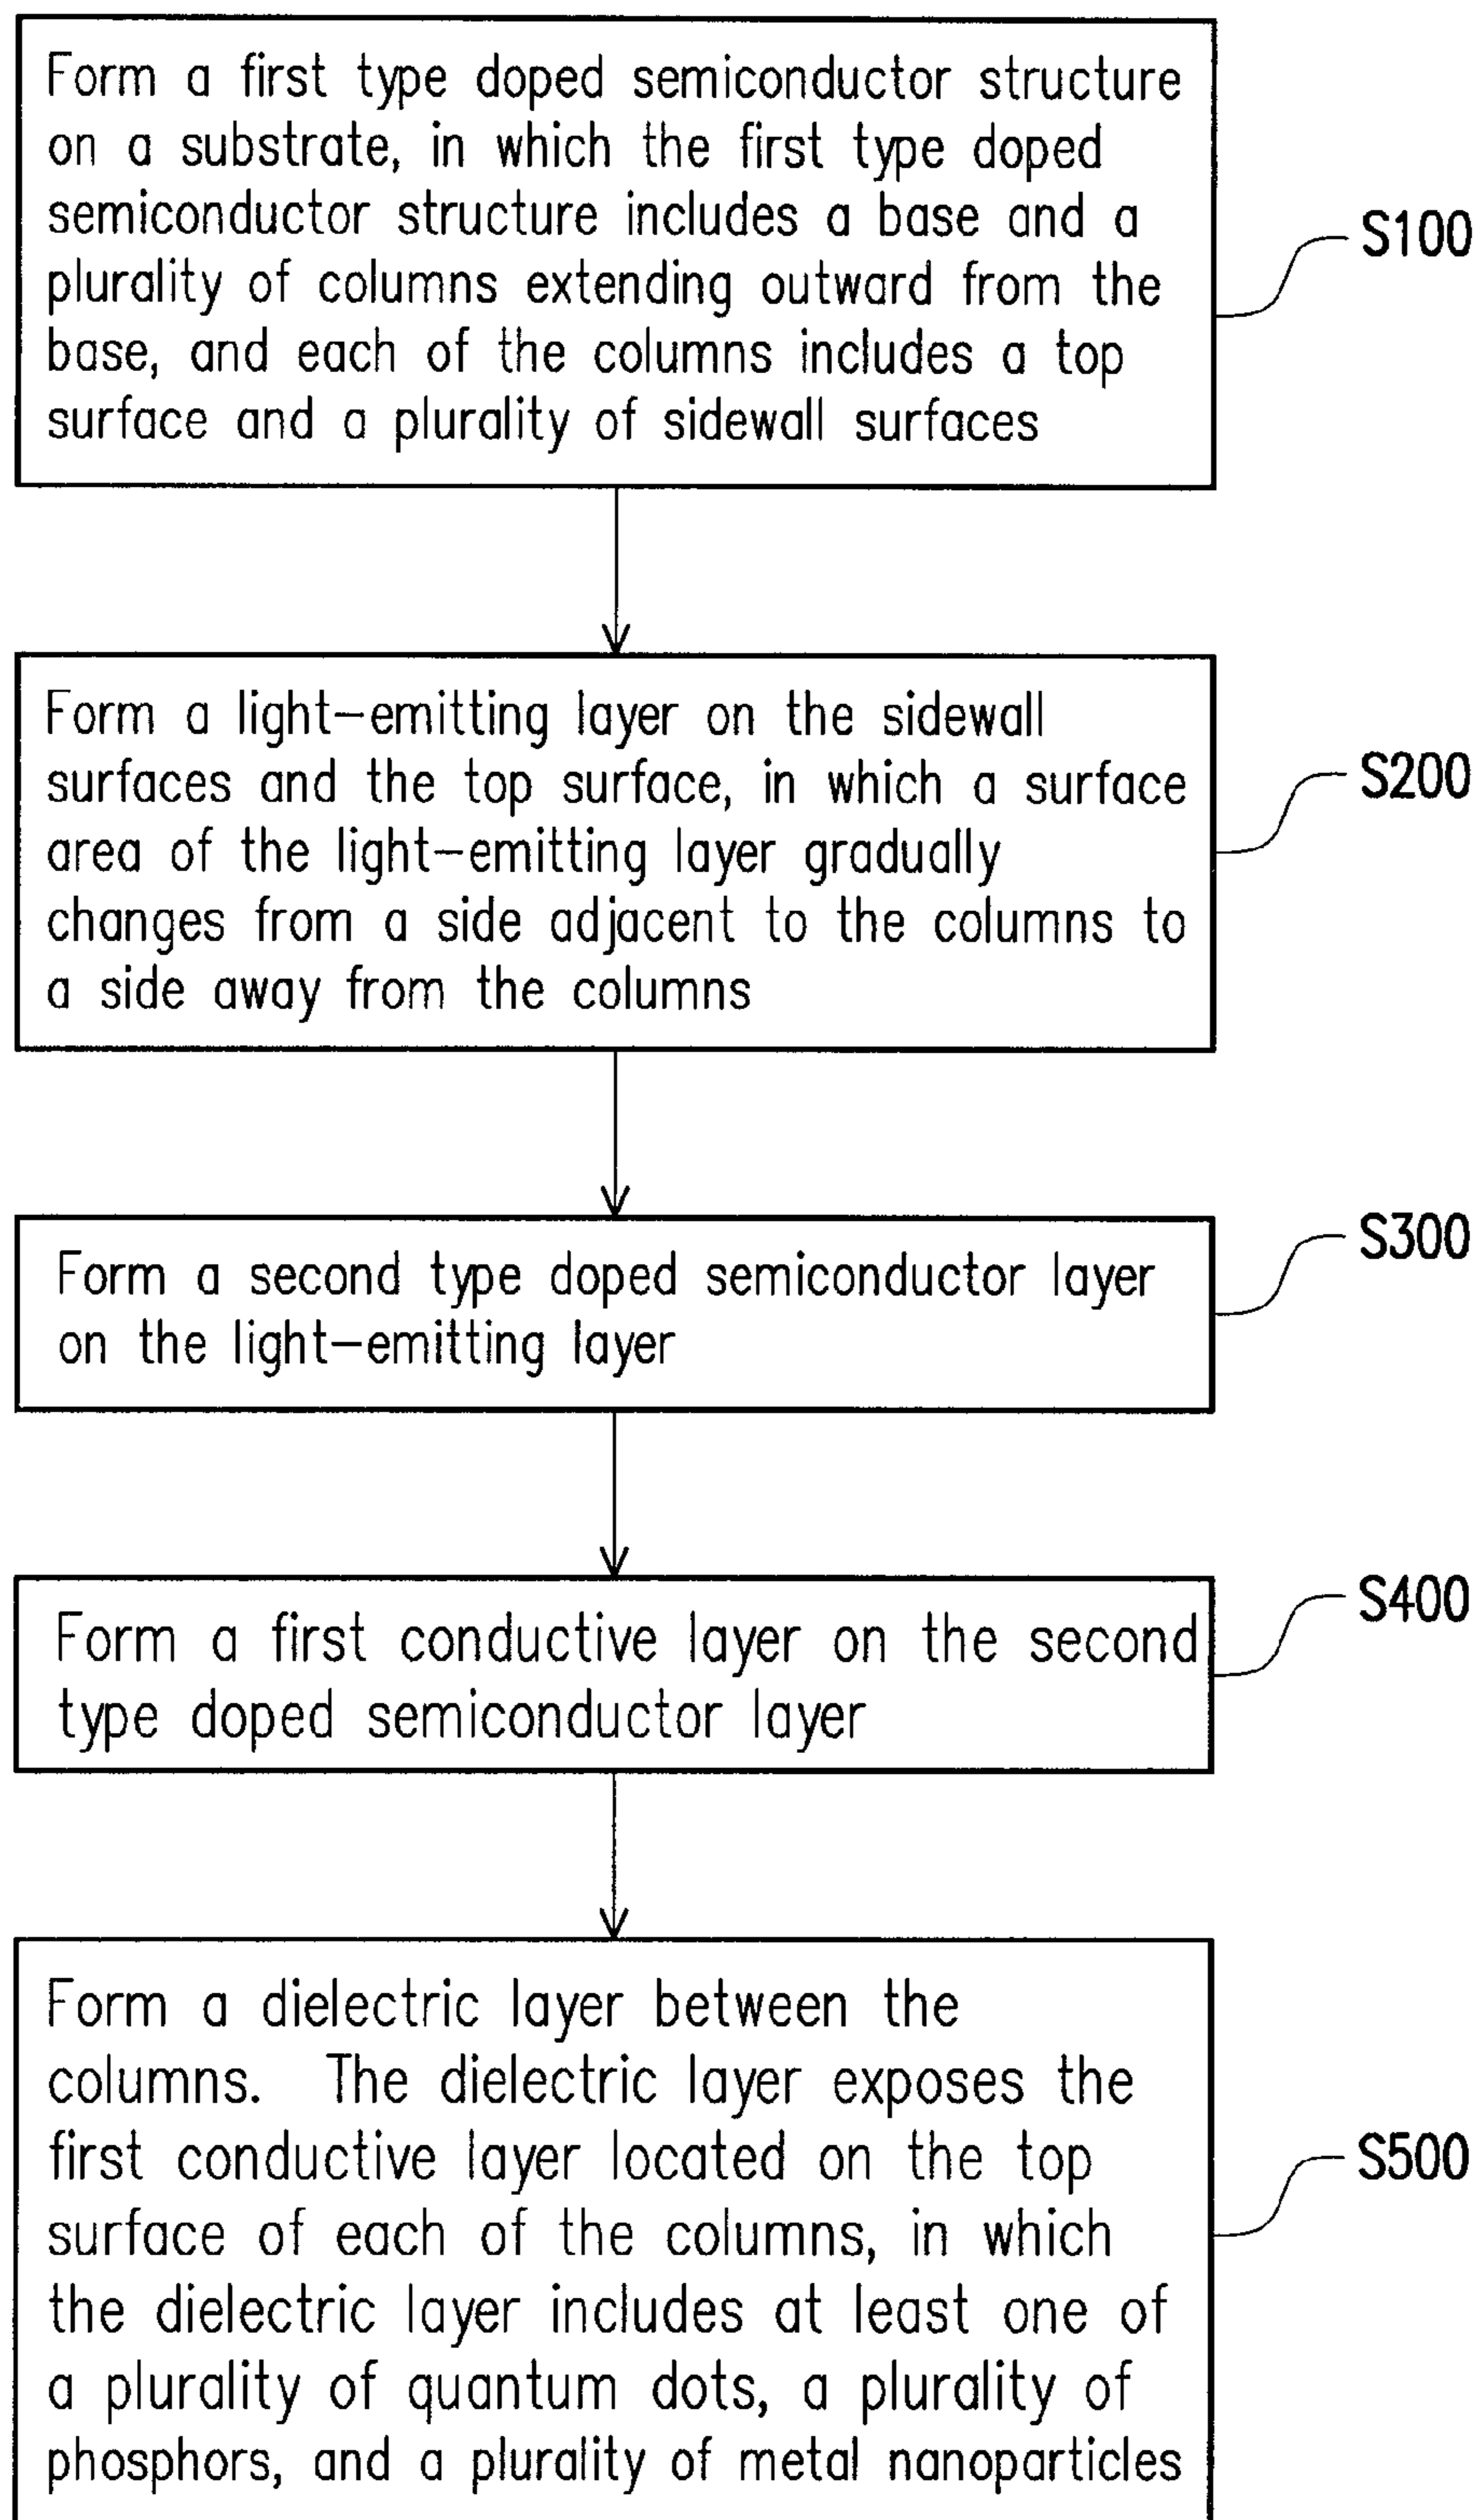 Form a first type doped semiconductor structure
on a substrate, in which the first type doped
semiconductor structure includes a base and a
plurality of columns extending outward from the
base, and each of the columns includes a top
surface and a plurality of sidewall surfaces
S100
Form a light-emitting layer on the sidewall
surfaces and the top surface, in which a surface
area of the light-emitting layer gradually
changes from a side adjacent to the columns to
a side away from the columns
S200
Form a second type doped semiconductor layer
on the light-emitting layer
S300
Form a first conductive layer on the second
type doped semiconductor layer
S400
Form a dielectric layer between the
columns. The dielectric layer exposes the
first conductive layer located on the top
surface of each of the columns, in which
the dielectric layer includes at least one of
a plurality of quantum dots, a plurality of
phosphors, and a plurality of metal nanoparticles
S500